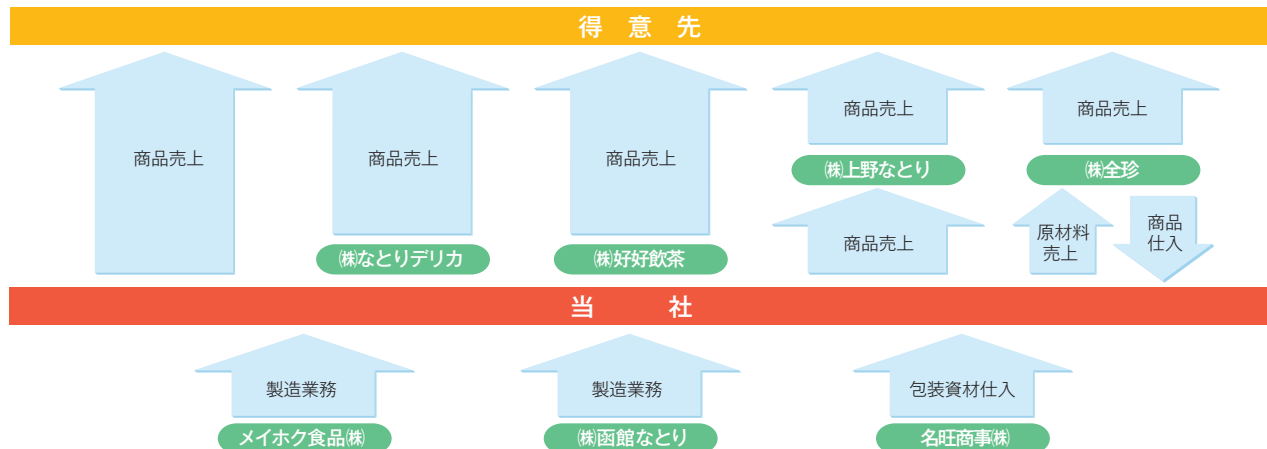 得意先
商品売上
商品売上
商品売上
商品売上
商品売上
㈱上野なとり
㈱全珍
商品売上
原材料
売上
商品
仕入
㈱なとりデリカ
㈱好好飲茶
当社
製造業務
製造業務
包装資材仕入
メイホク食品㈱
㈱函館なとり
名旺商事㈱